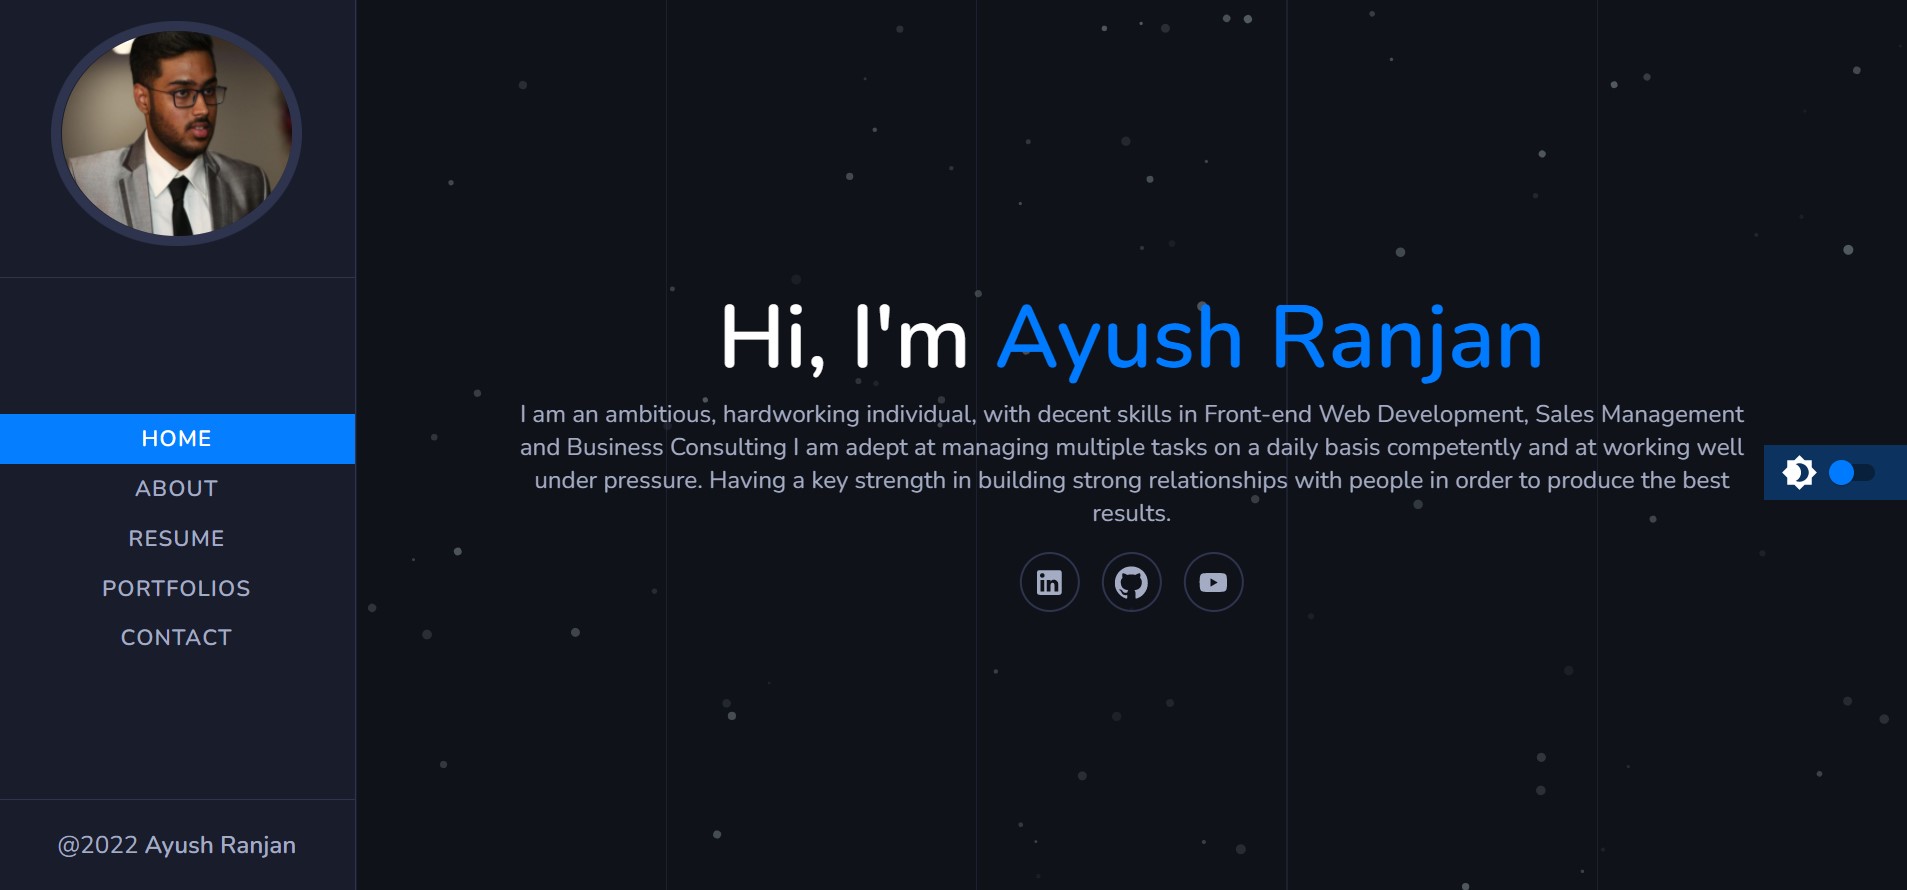 HOME
ABOUT
RESUME
PORTFOLIOS
CONTACT
@2022 Ayush Ranjan
Hi, I'm Ayush Ranjan
I am an ambitious, hardworking individual, with decent skills in Front-end Web Development, Sales Management
and Business Consulting I am adept at managing multiple tasks on a daily basis competently and at working well
under pressure. Having a key strength in building strong relationships with people in order to produce the best
results.
in